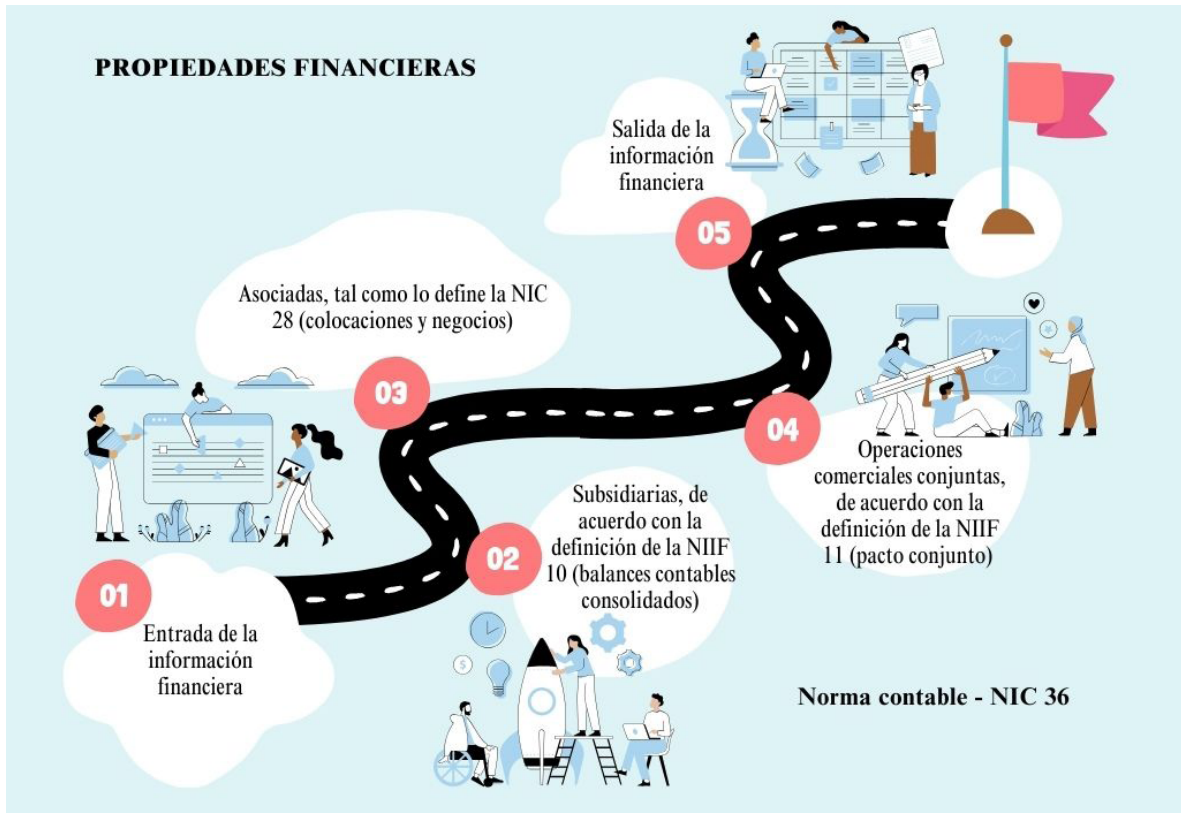 PROPIEDADES FINANCIERAS
01
Entrada de la
información
financiera
02
Subsidiarias, de
acuerdo con la
definición de la NIIF
10 (balances contables
consolidados)
03
Asociadas, tal como lo define la NIC
28 (colocaciones y negocios)
04
Operaciones
comerciales conjuntas,
de acuerdo con la
definición de la NIIF
11 (pacto conjunto)
05
Salida de la
información
financiera
$
Norma contable - NIC 36